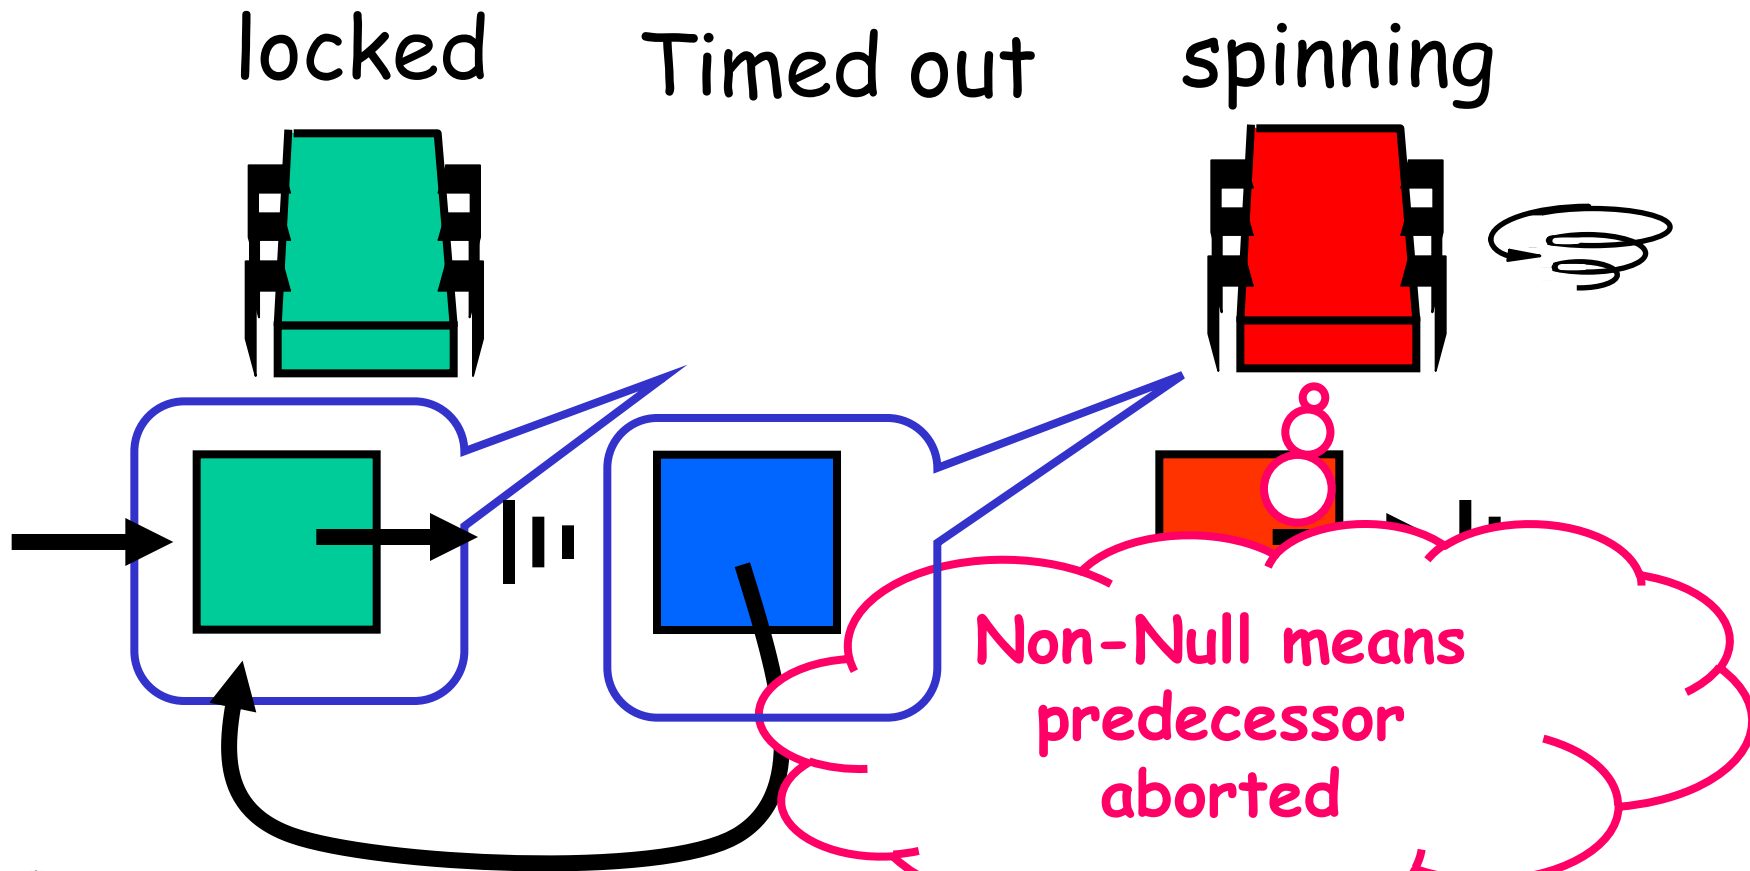 locked
Timed out
spinning
Non-Null means
predecessor
aborted